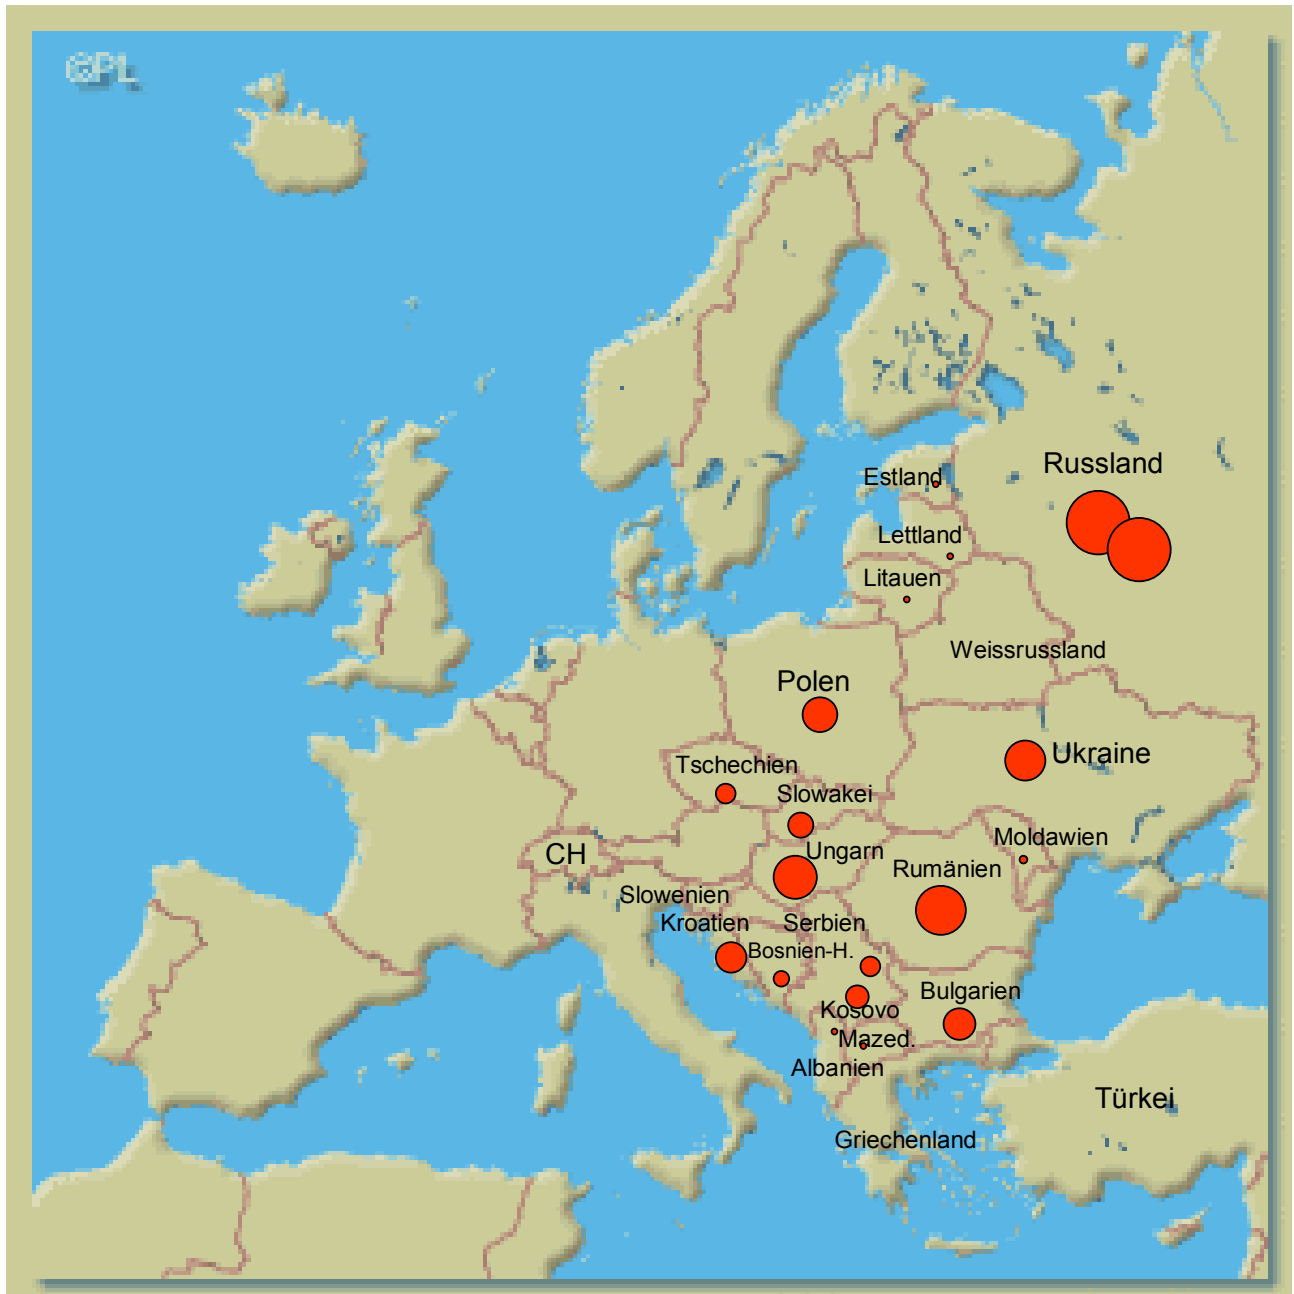 @PL
Estland
Russland
Lettland
Litauen
Weissrussland
Polen
Ukraine
Tschechien
Slowakei
Moldawien
CH
Ungarn
Rumänien
Slowenien
Kroatien
Serbien
Bosnien-H.
Bulgarien
Kosovo
Mazed.
Albanien
Türkei
Griechenland